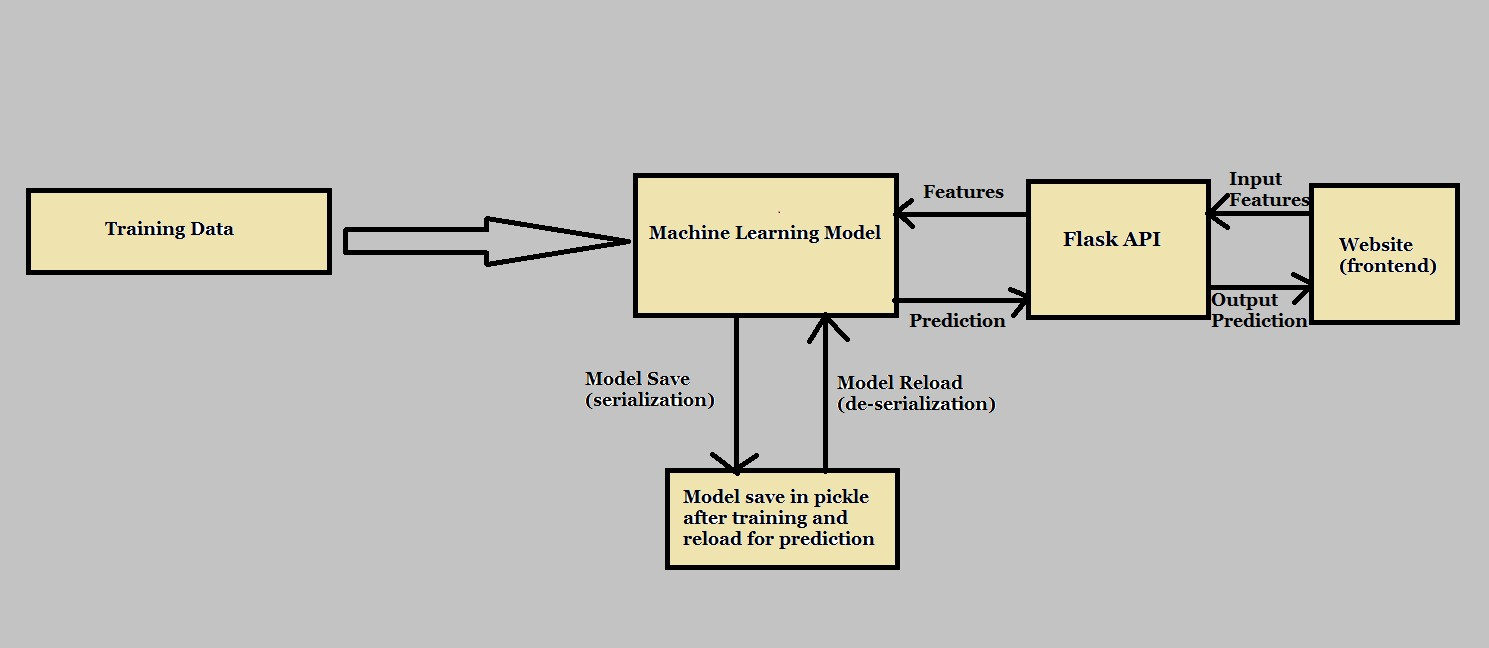 Training Data
Machine Learning Model
Features
Prediction
Flask API
Input
Features
Output
Prediction
Website
(frontend)
Model Save
(serialization)
Model Reload
(de-serialization)
Model save in pickle
after training and
reload for prediction